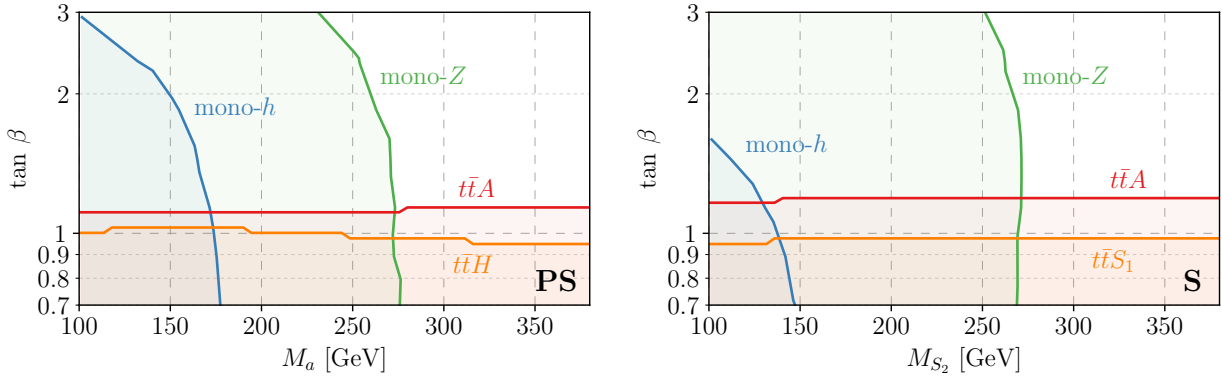 3
2
1
0.9
0.8
0.7
tan β
mono-h
mono-Z
tt̄A
tt̄H
PS
100 150 200 250 300 350
M_a [GeV]
3
2
1
0.9
0.8
0.7
tan β
mono-h
mono-Z
tt̄A
tt̄S₁
S
100 150 200 250 300 350
M_{S₂} [GeV]